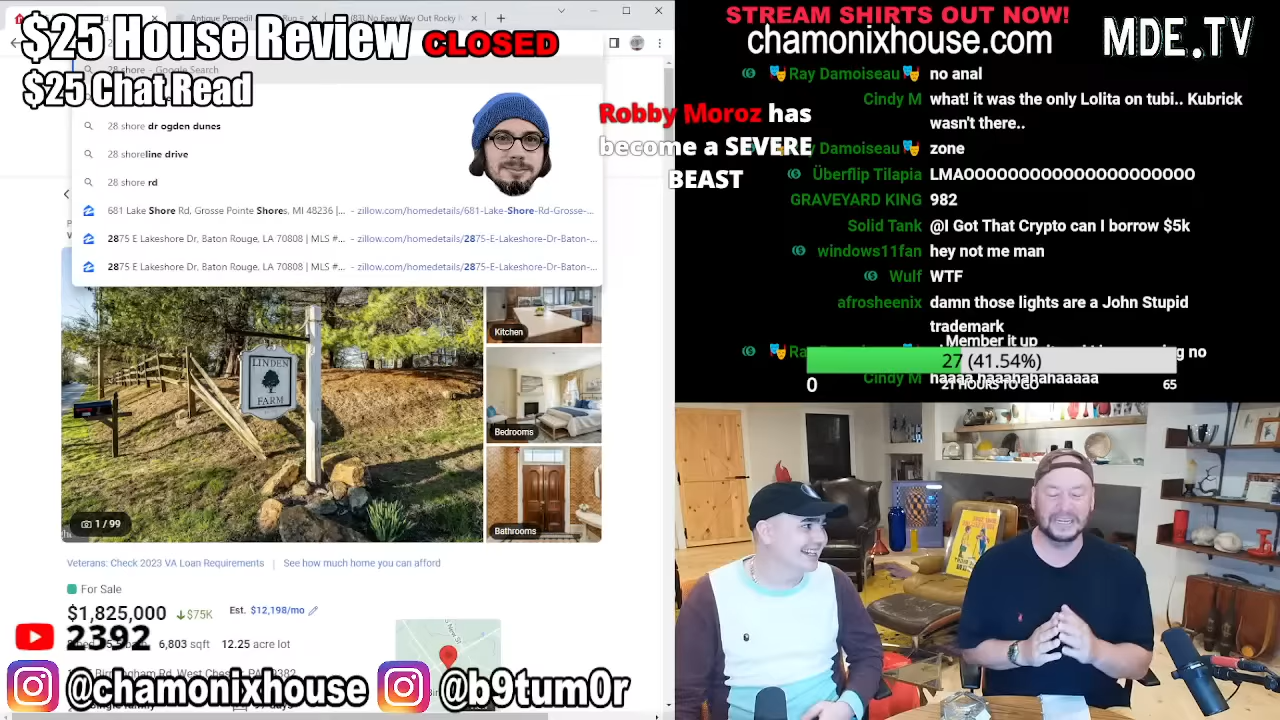 $25 House Review CLOSED
$25 Chat Read
28 shore - Google Search
28 shore dr ogden dunes
28 shoreline drive
28 shore rd
681 Lake Shore Rd, Grosse Pointe Shores, MI 48236 |... - zillow.com/homedetails/681-Lake-Shore-Rd-Grosse-...
2875 E Lakeshore Dr, Baton Rouge, LA 70808 | MLS #... - zillow.com/homedetails/2875-E-Lakeshore-Dr-Baton-...
2875 E Lakeshore Dr, Baton Rouge, LA 70808 | MLS #... - zillow.com/homedetails/2875-E-Lakeshore-Dr-Baton-...
LINDEN
FARM
Kitchen
Bedrooms
Bathrooms
1 / 99
Veterans: Check 2023 VA Loan Requirements | See how much home you can afford
For Sale
$1,825,000 $75K Est. $12,198/mo
2392 6,803 sqft 12.25 acre lot
@chamonixhouse @b9tum0r
Robby Moroz has
become a SEVERE
BEAST
STREAM SHIRTS OUT NOW!
chamonixhouse.com
MDE.TV
Ray Damoiseau no anal
Cindy M what! it was the only Lolita on tubi.. Kubrick
wasn't there..
Damoiseau zone
Überflip Tilapia LMAOOOOOOOOOOOOOOOOOOOOO
GRAVEYARD KING 982
Solid Tank @I Got That Crypto can I borrow $5k
windows11fan hey not me man
Wulf WTF
afrosheenix damn those lights are a John Stupid
trademark
Member it up
27 (41.54%)
Cindy M haaaa haaahahahaaaaa
0 21 HOURS TO GO 65